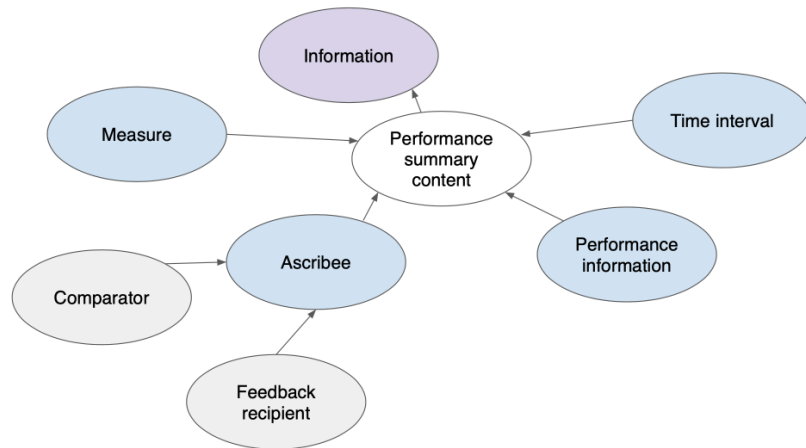 Information
Measure
Time interval
Performance
summary
content
Performance
information
Ascribee
Comparator
Feedback
recipient